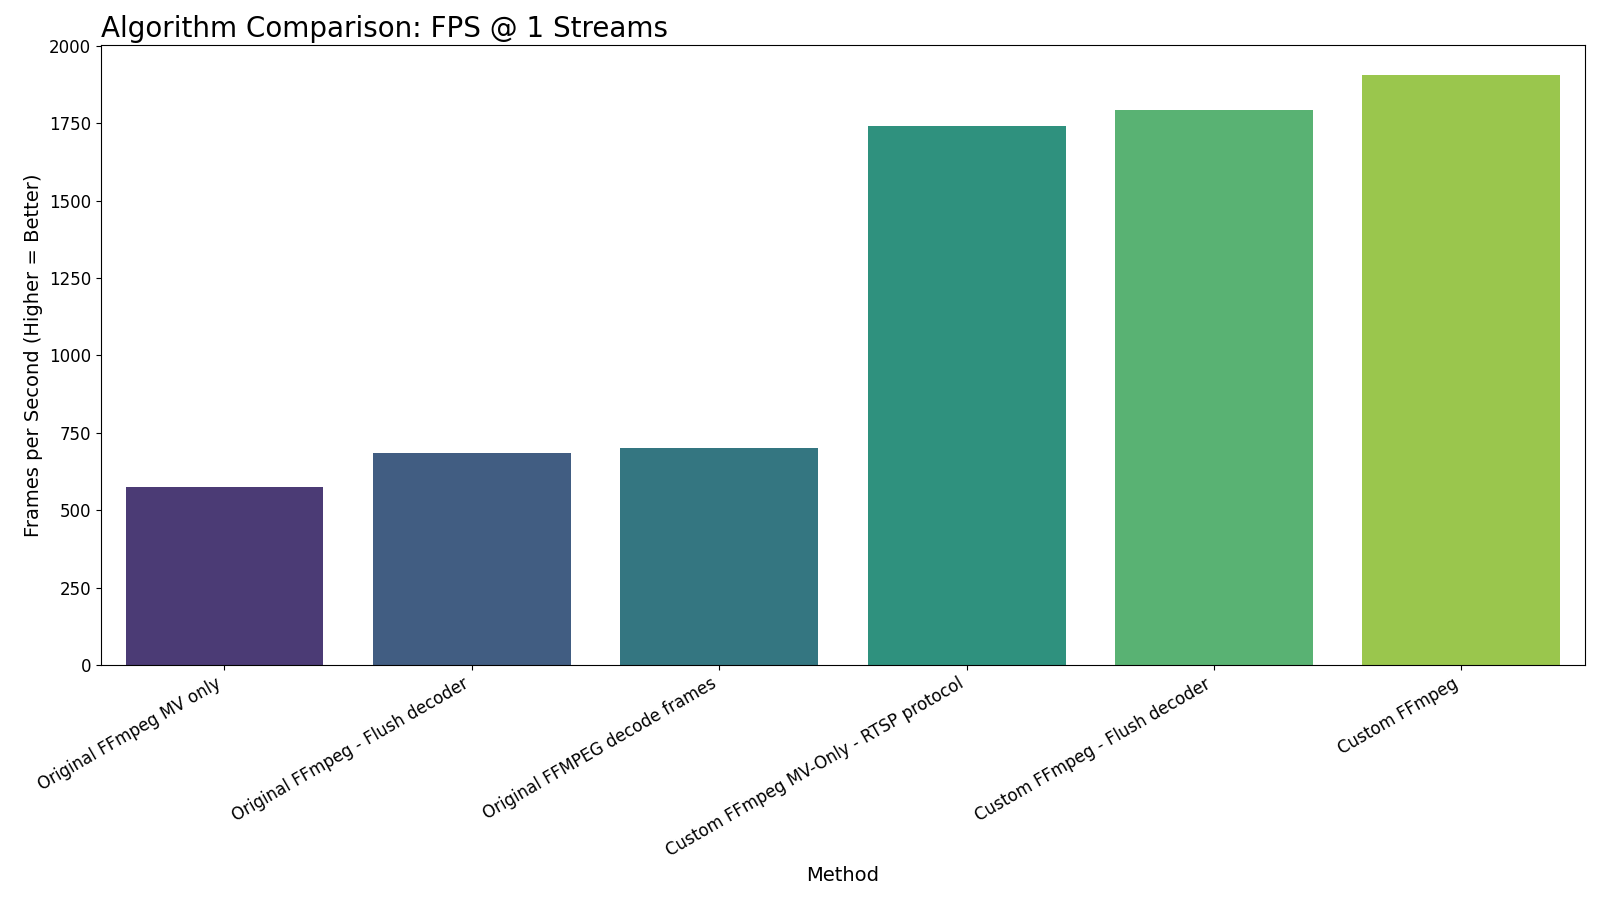 Algorithm Comparison: FPS @ 1 Streams
Frames per Second (Higher = Better)
2000
1750
1500
1250
1000
750
500
250
0
Original FFmpeg MV only
Original FFmpeg - Flush decoder
Original FFMPEG decode frames
Custom FFmpeg MV-Only - RTSP protocol
Custom FFmpeg - Flush decoder
Custom FFmpeg
Method